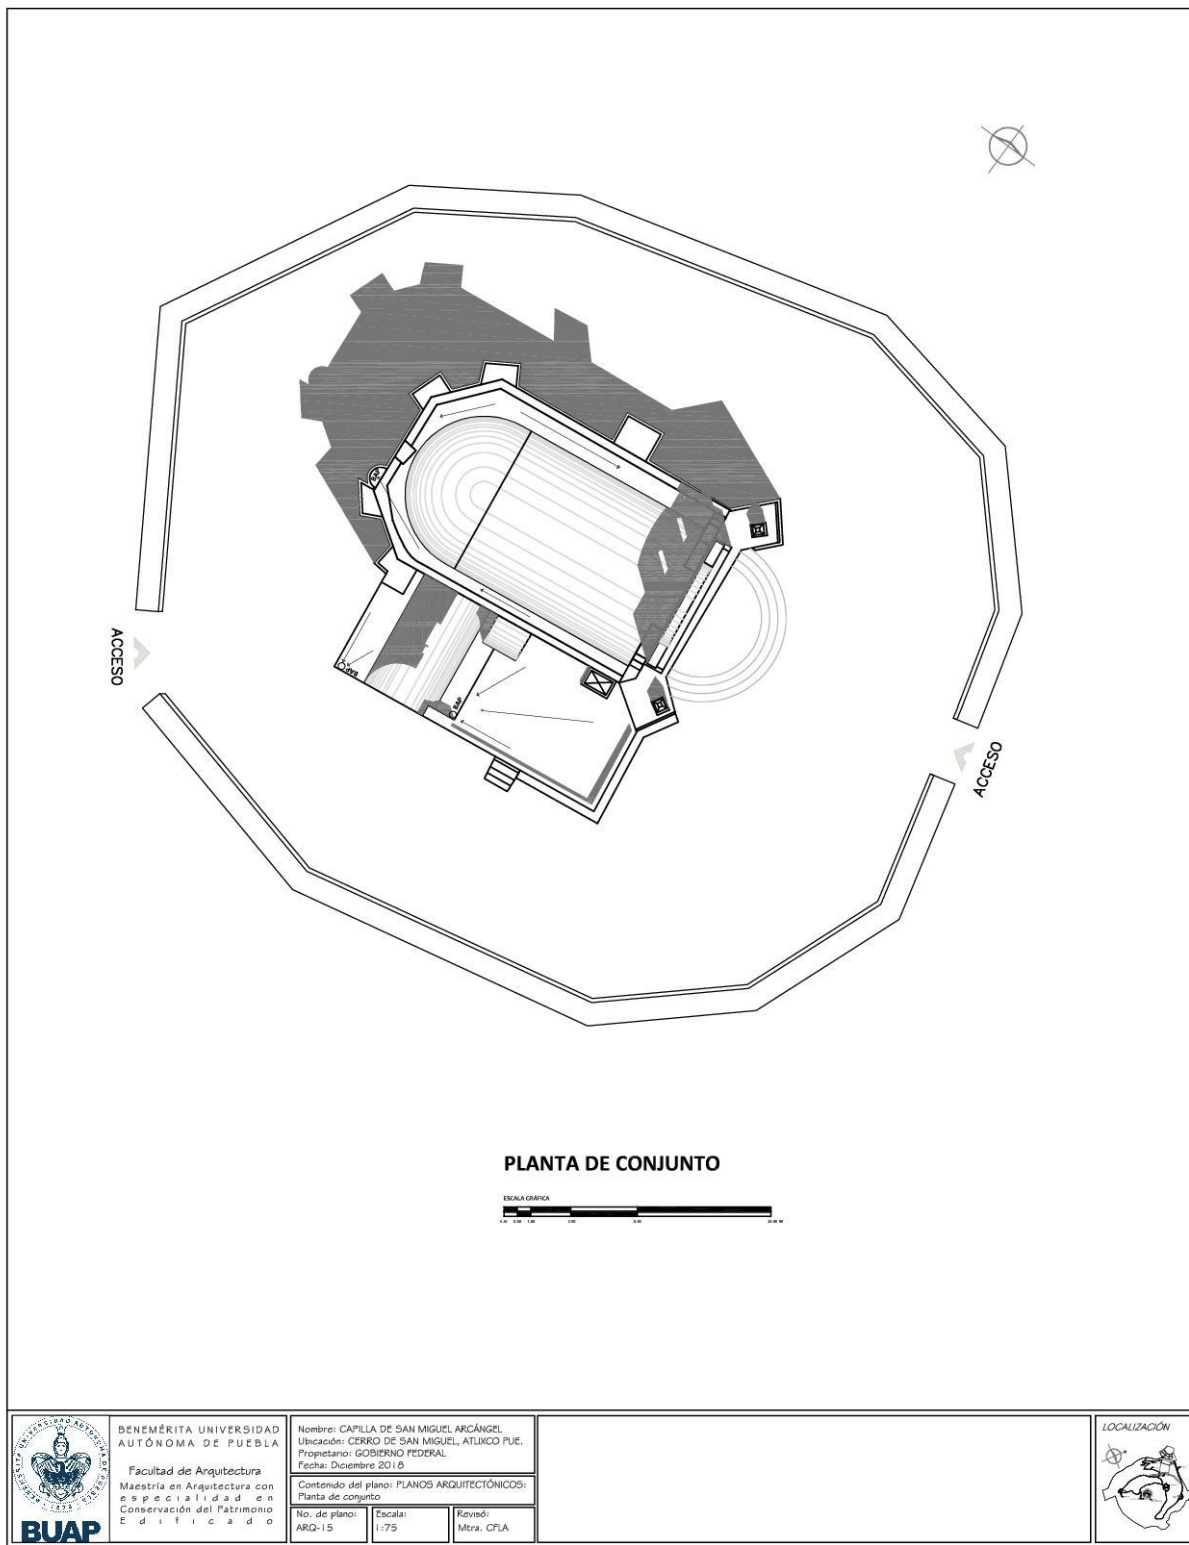 ACCESO
ACCESO
BAP
BAP
BAP
PLANTA DE CONJUNTO
ESCALA GRÁFICA
BUAP
BENEMÉRITA UNIVERSIDAD
AUTÓNOMA DE PUEBLA
Facultad de Arquitectura
Maestría en Arquitectura con
especialidad en
Conservación del Patrimonio
Edificado
Nombre: CAPILLA DE SAN MIGUEL ARCÁNGEL
Ubicación: CERRO DE SAN MIGUEL, ATLIXCO PUE.
Propietario: GOBIERNO FEDERAL
Fecha: Diciembre 2018
Contenido del plano: PLANOS ARQUITECTÓNICOS:
Planta de conjunto
No. de plano:
ARQ-15
Escala:
1:75
Revisó:
Mtra. CFLA
LOCALIZACIÓN